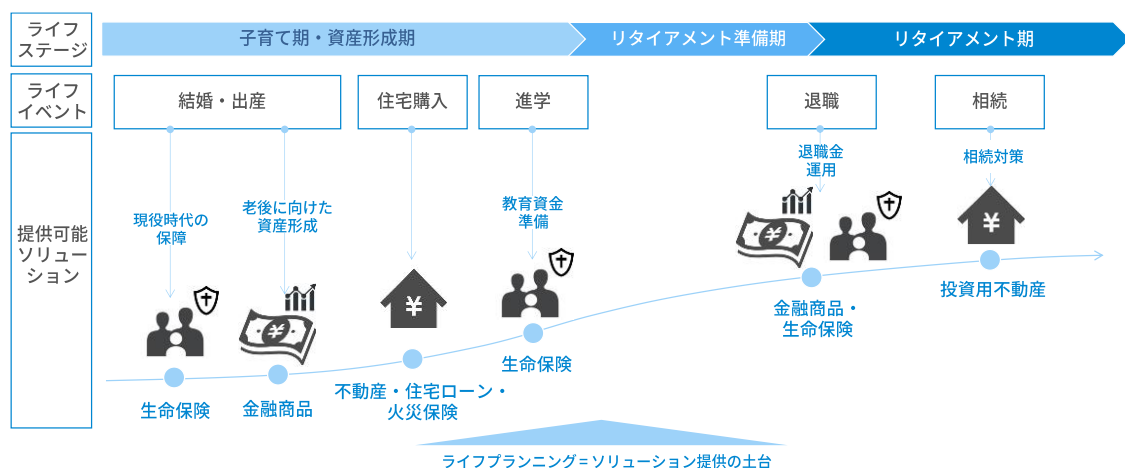 ライフ
ステージ
子育て期・資産形成期
リタイアメント準備期
リタイアメント期
ライフ
イベント
結婚・出産
住宅購入
進学
退職
相続
提供可能
ソリュー
ション
現役時代の
保障
老後に向けた
資産形成
教育資金
準備
退職金
運用
相続対策
¥
¥
¥
¥
生命保険
金融商品
不動産・住宅ローン・
火災保険
生命保険
金融商品・
生命保険
投資用不動産
ライフプランニング=ソリューション提供の土台